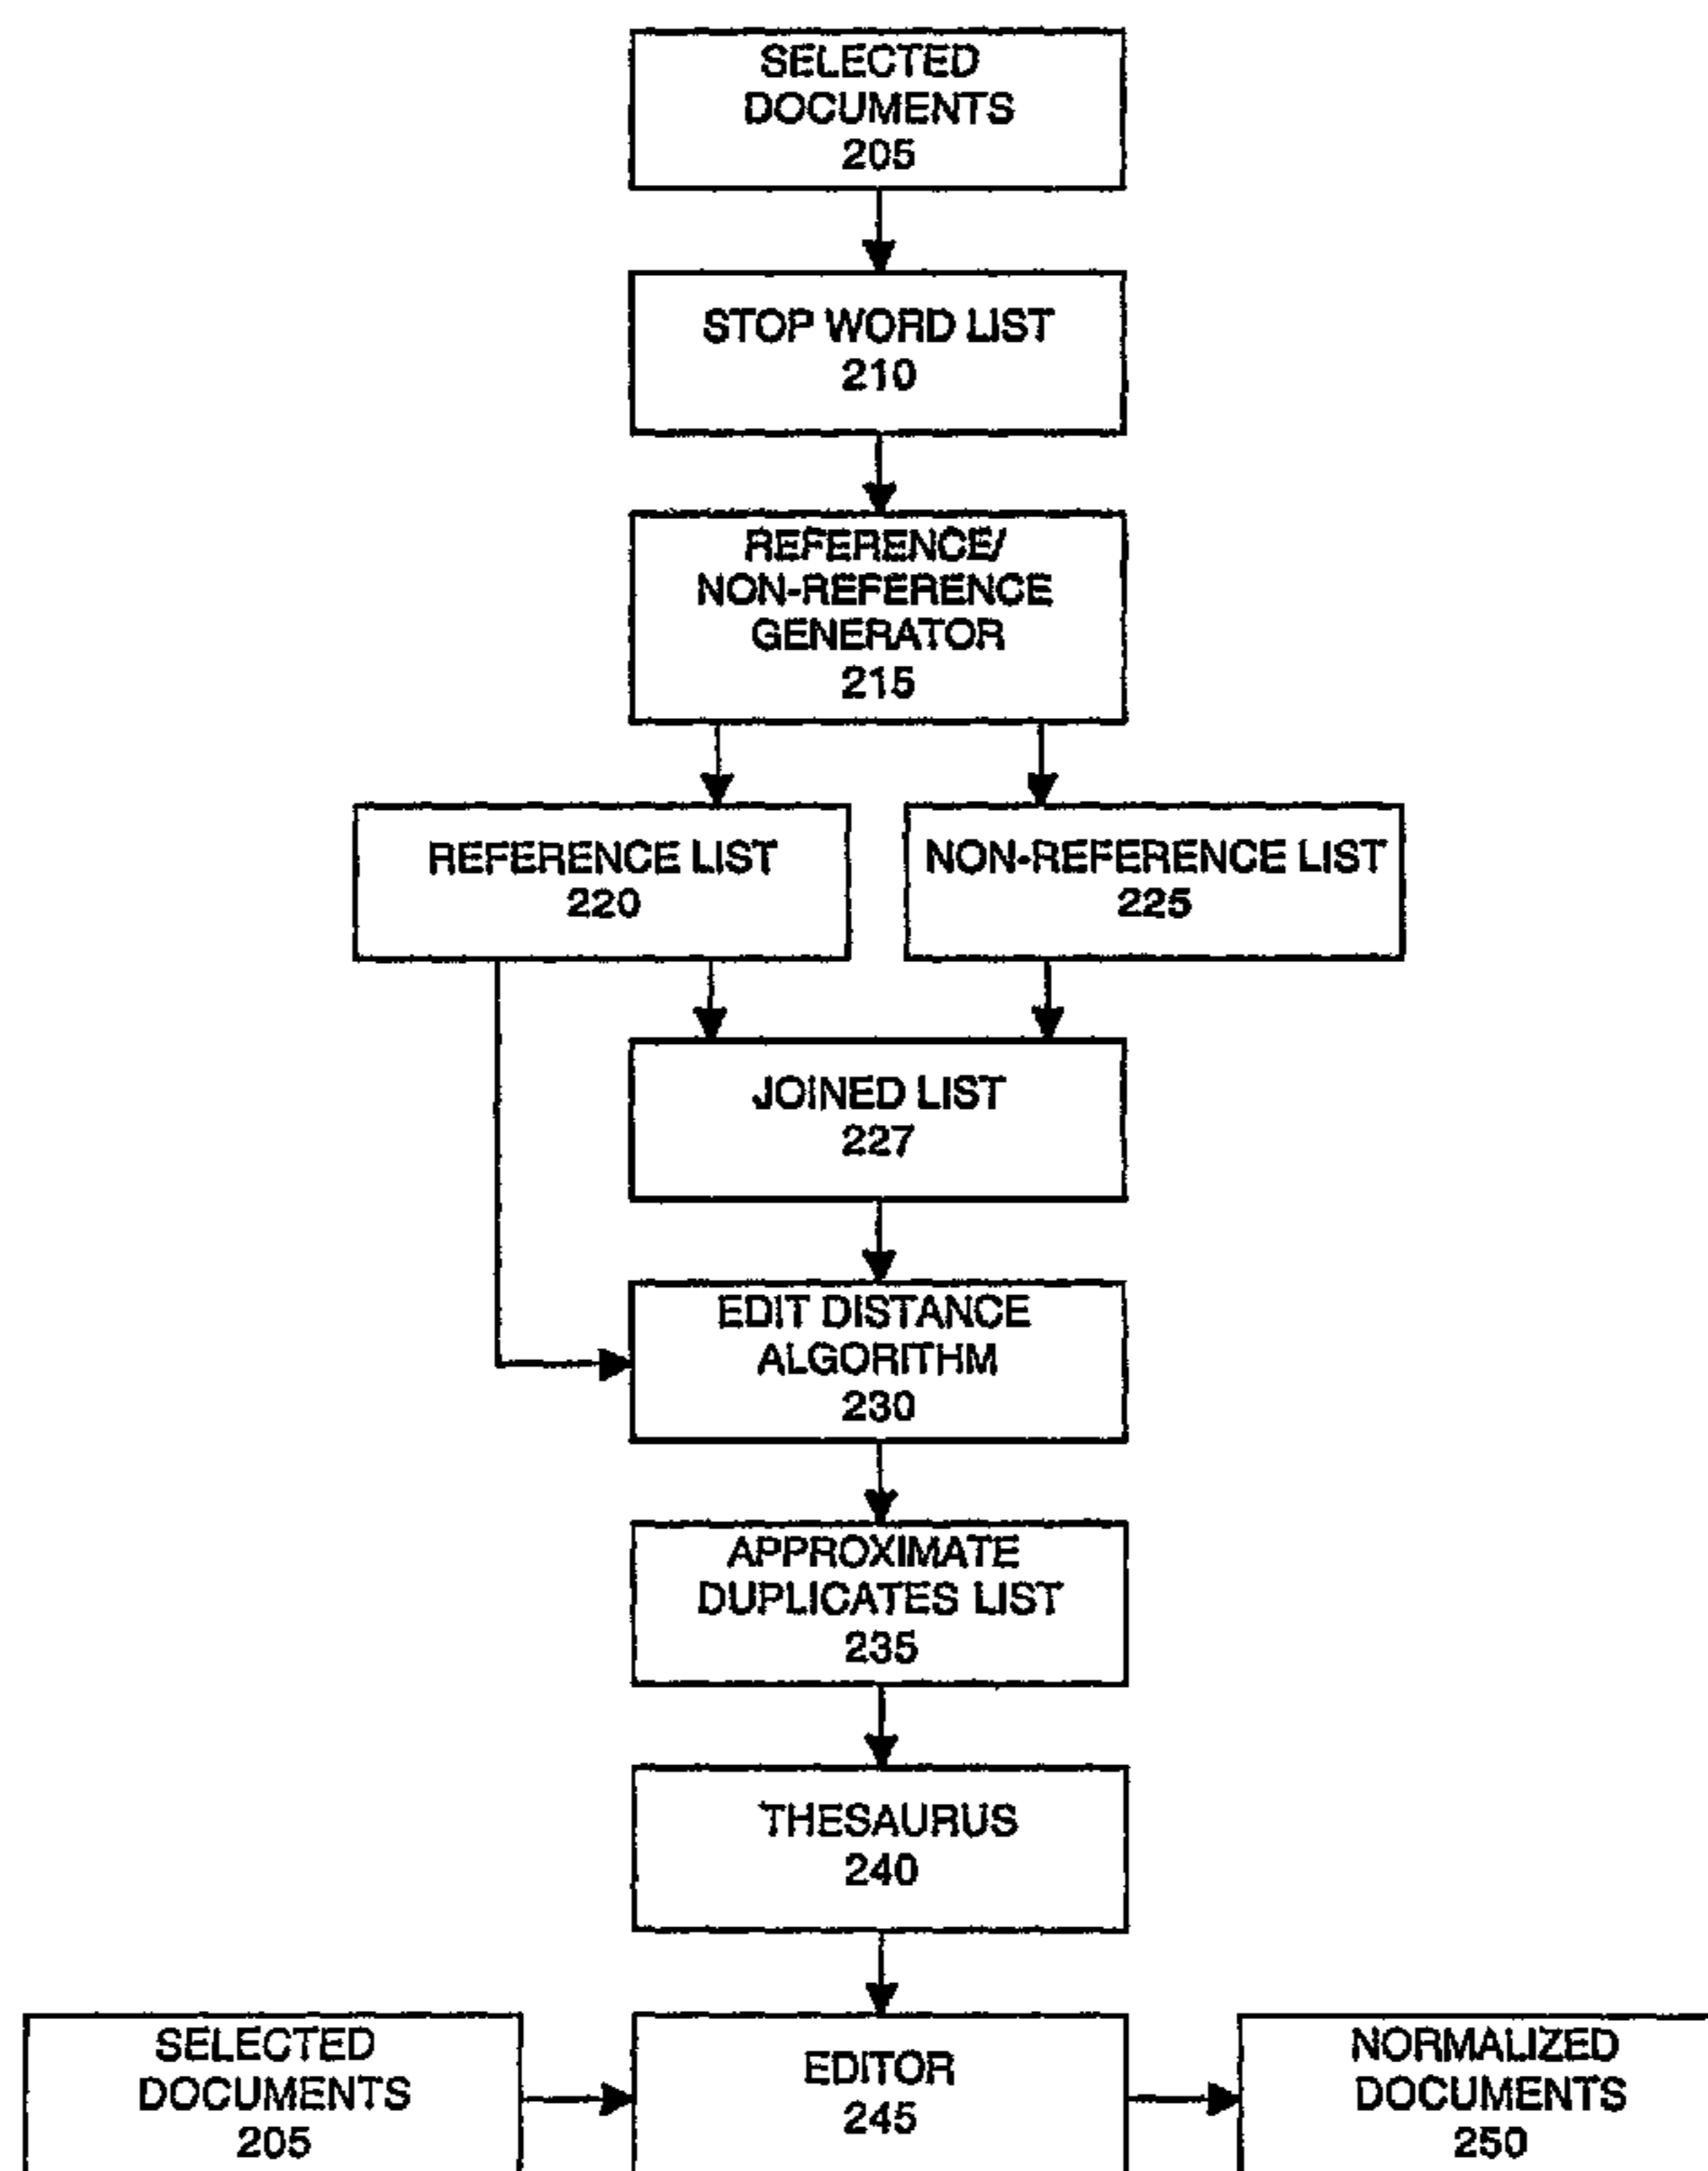 SELECTED
DOCUMENTS
205
STOP WORD LIST
210
REFERENCE/
NON-REFERENCE
GENERATOR
215
REFERENCE LIST
220
NON-REFERENCE LIST
225
JOINED LIST
227
EDIT DISTANCE
ALGORITHM
230
APPROXIMATE
DUPLICATES LIST
235
THESAURUS
240
SELECTED
DOCUMENTS
205
EDITOR
245
NORMALIZED
DOCUMENTS
250